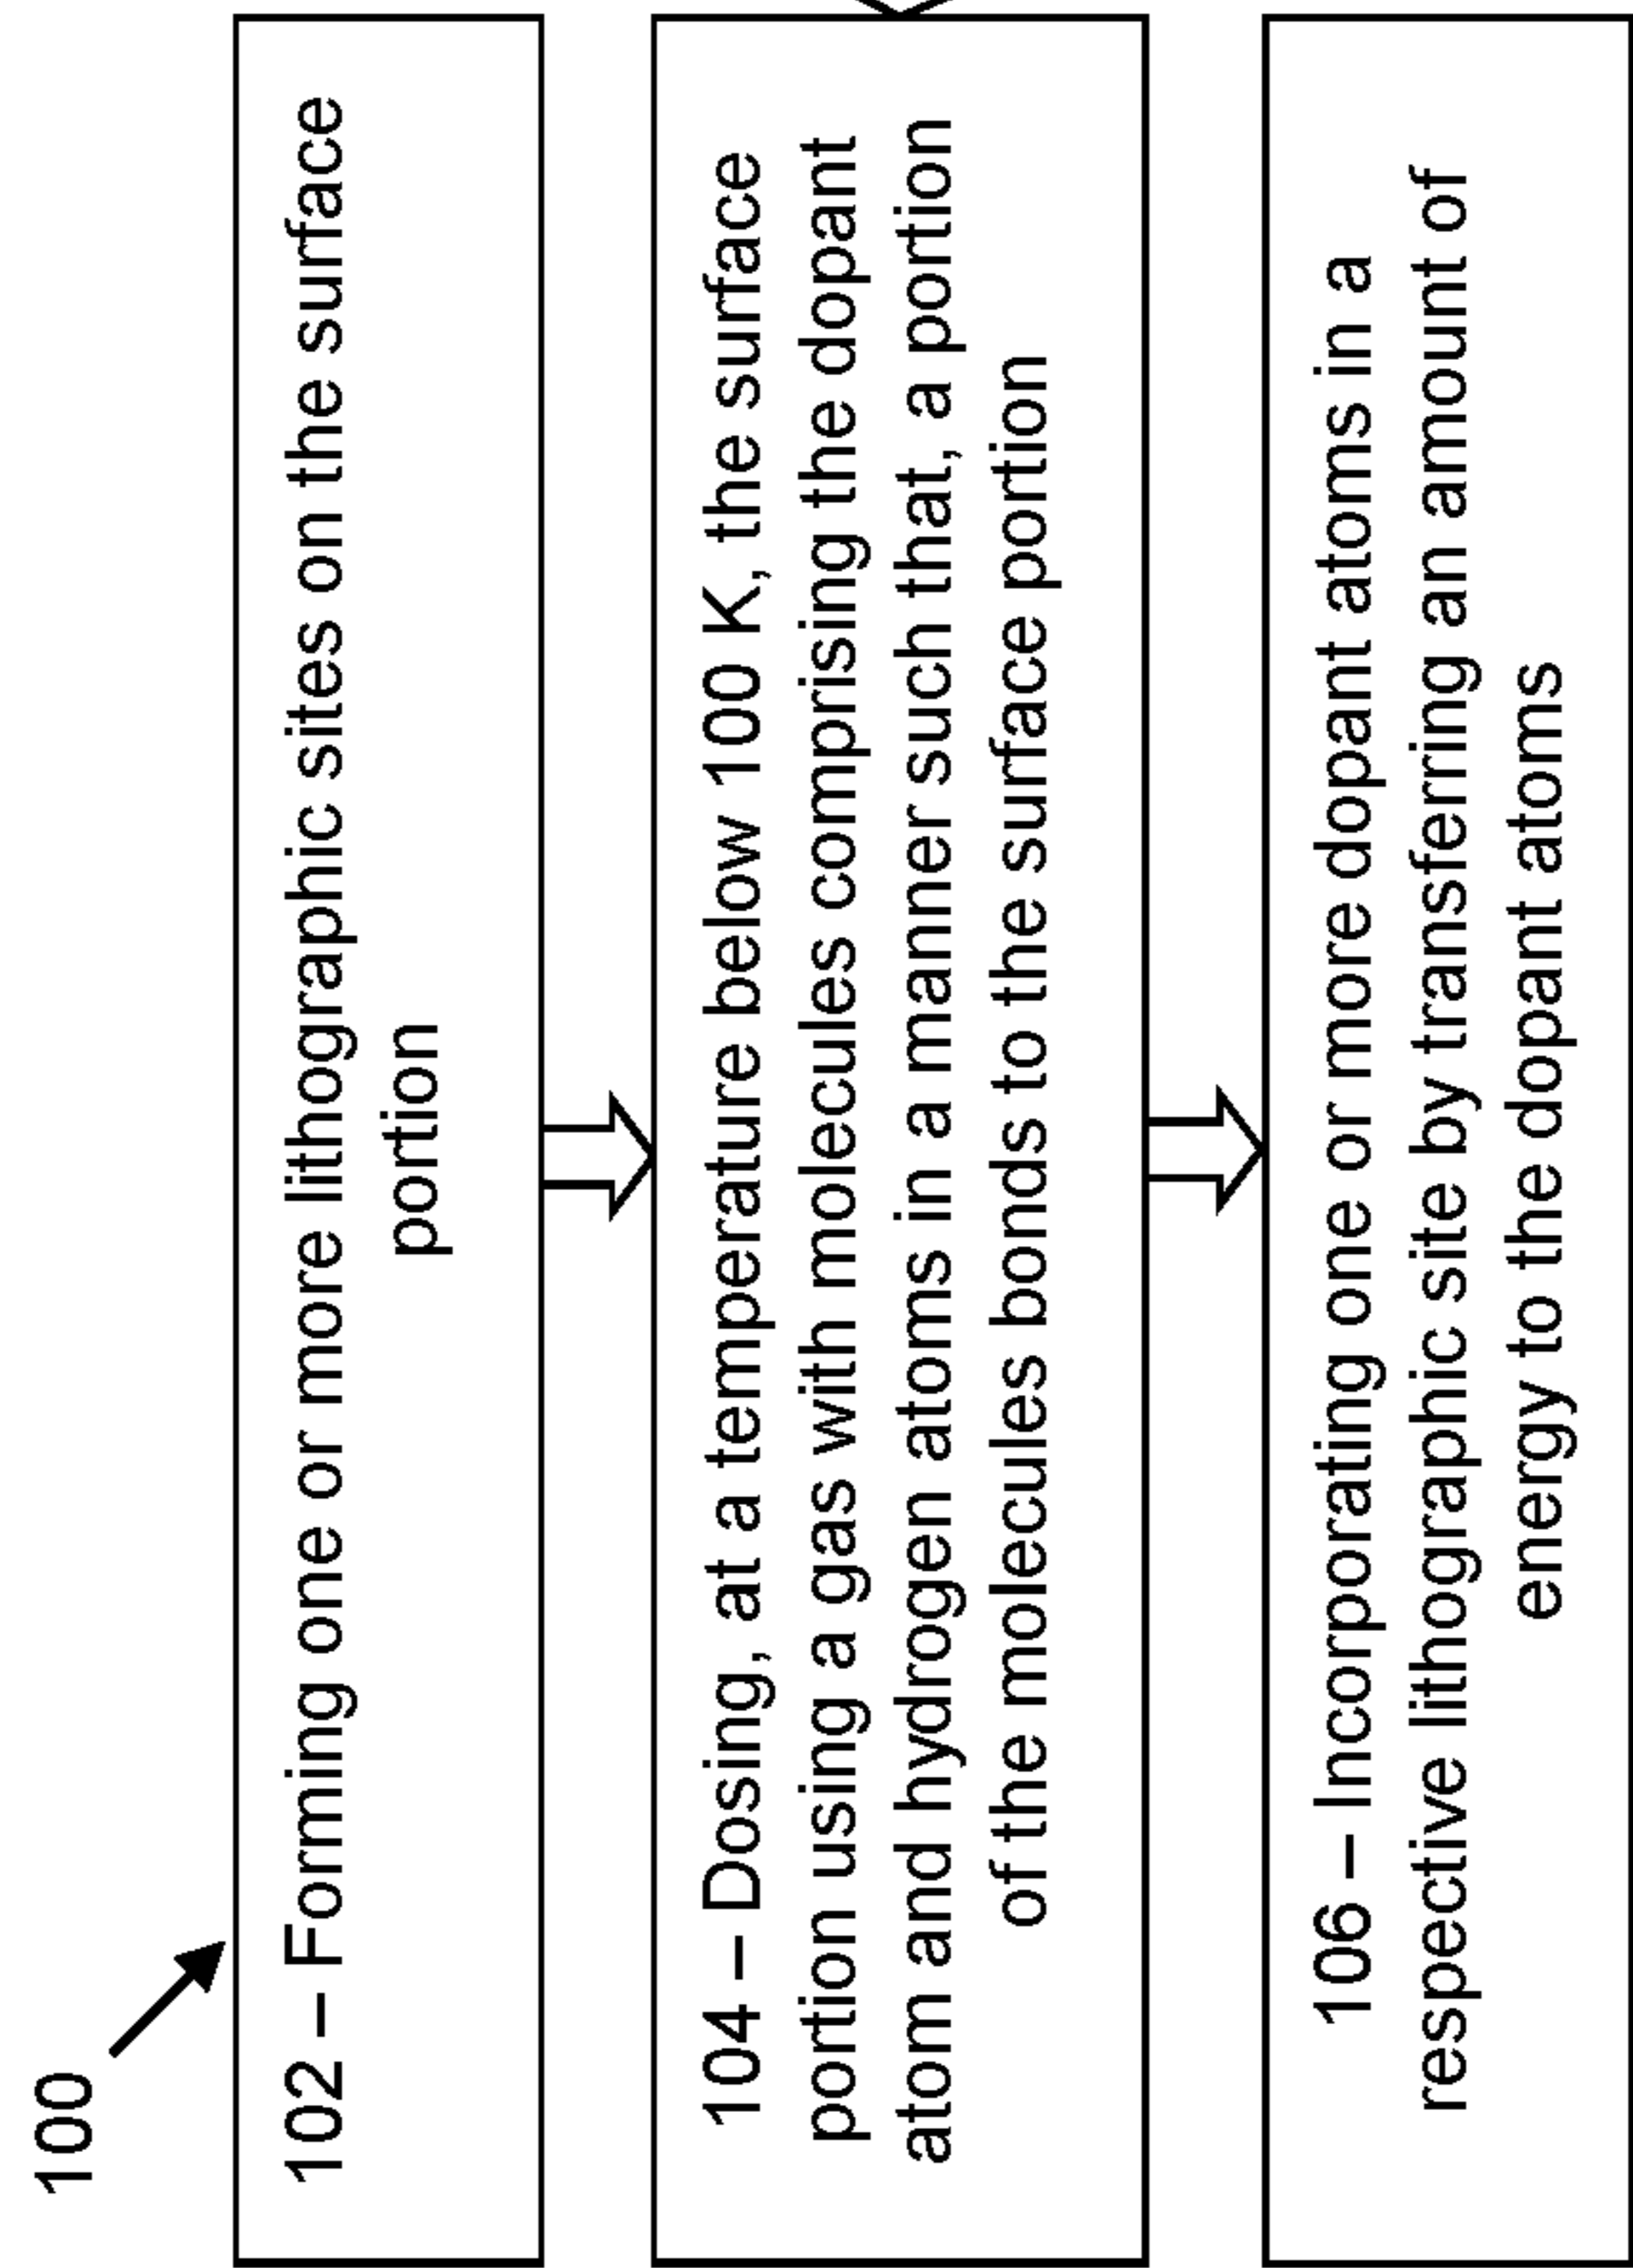 100
102 – Forming one or more lithographic sites on the surface
portion
104 – Dosing, at a temperature below 100 K, the surface
portion using a gas with molecules comprising the dopant
atom and hydrogen atoms in a manner such that, a portion
of the molecules bonds to the surface portion
106 – Incorporating one or more dopant atoms in a
respective lithographic site by transferring an amount of
energy to the dopant atoms